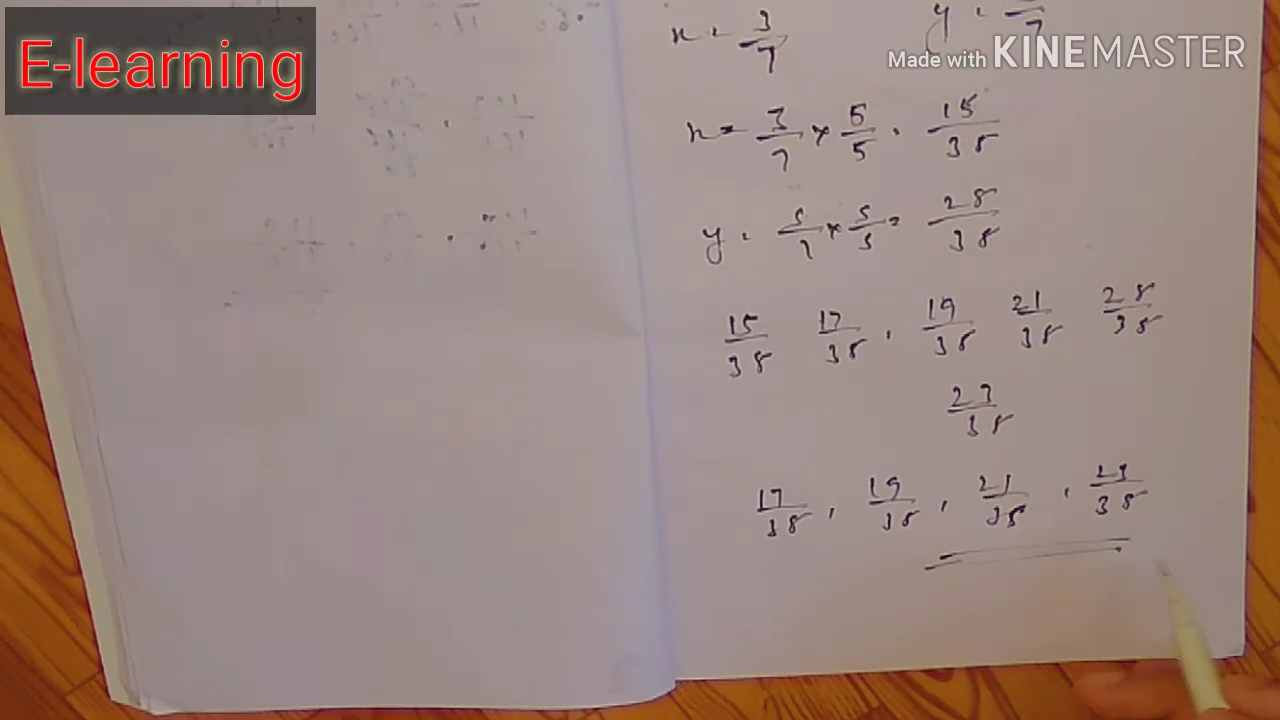 E-learning
Made with KINEMASTER
x = 3/7 y =
x = 3/7 × 5/5 = 15/35
y = 5/7 × 5/5 = 25/35
15/35 17/35, 19/35 21/35 25/35
23/35
17/35, 19/35, 21/35, 23/35